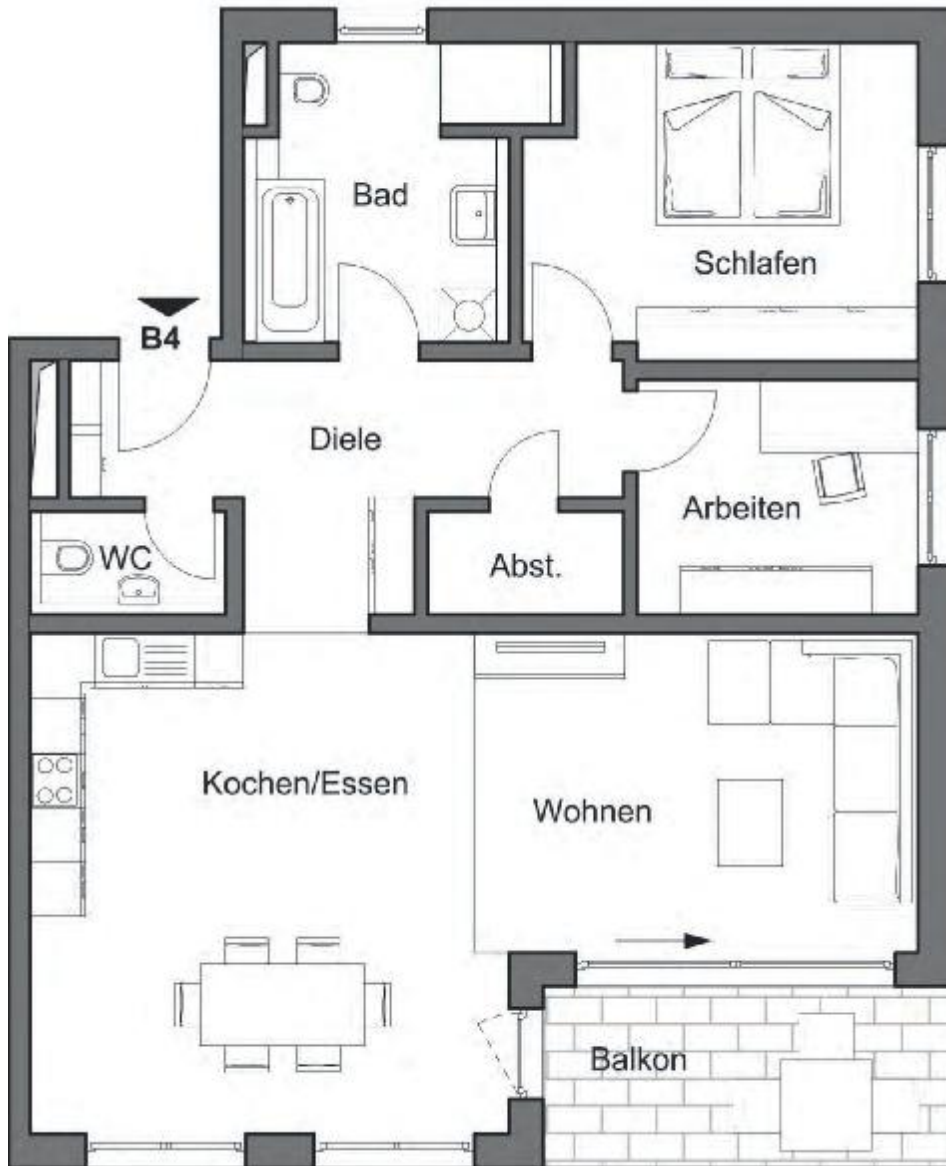 Bad
Schlafen
B4
Diele
Arbeiten
WC
Abst.
Kochen/Essen
Wohnen
Balkon